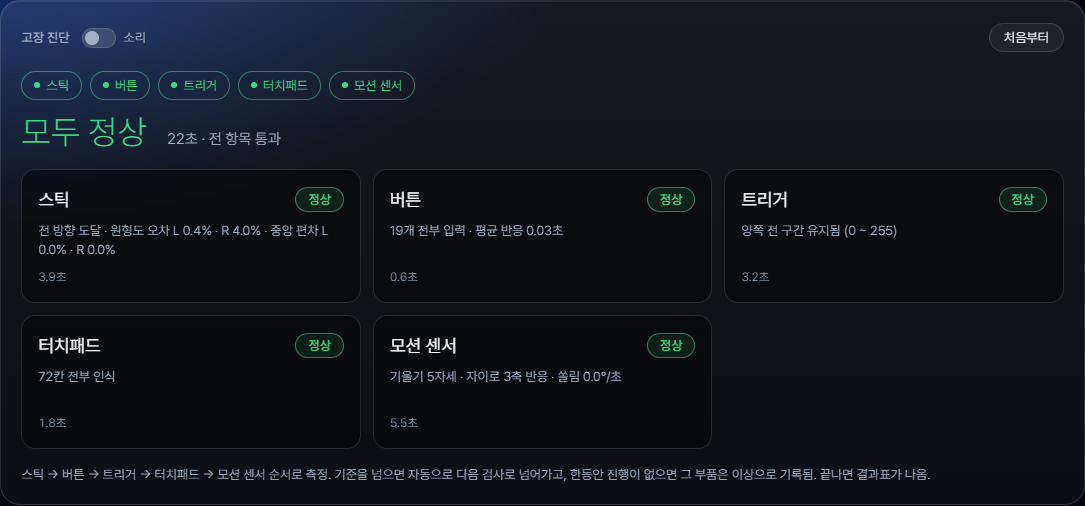 고장 진단 소리 처음부터
스틱 버튼 트리거 터치패드 모션 센서
모두 정상 22초 · 전 항목 통과
스틱 정상
전 방향 도달 · 원형도 오차 L 0.4% · R 4.0% · 중앙 편차 L
0.0% · R 0.0%
3.9초
버튼 정상
19개 전부 입력 · 평균 반응 0.03초
0.6초
트리거 정상
양쪽 전 구간 유지됨 (0 ~ 255)
3.2초
터치패드 정상
72칸 전부 인식
1.8초
모션 센서 정상
기울기 5자세 · 자이로 3축 반응 · 쏠림 0.0°/초
5.5초
스틱 → 버튼 → 트리거 → 터치패드 → 모션 센서 순서로 측정. 기준을 넘으면 자동으로 다음 검사로 넘어가고, 한동안 진행이 없으면 그 부품은 이상으로 기록됨. 끝나면 결과표가 나옴.